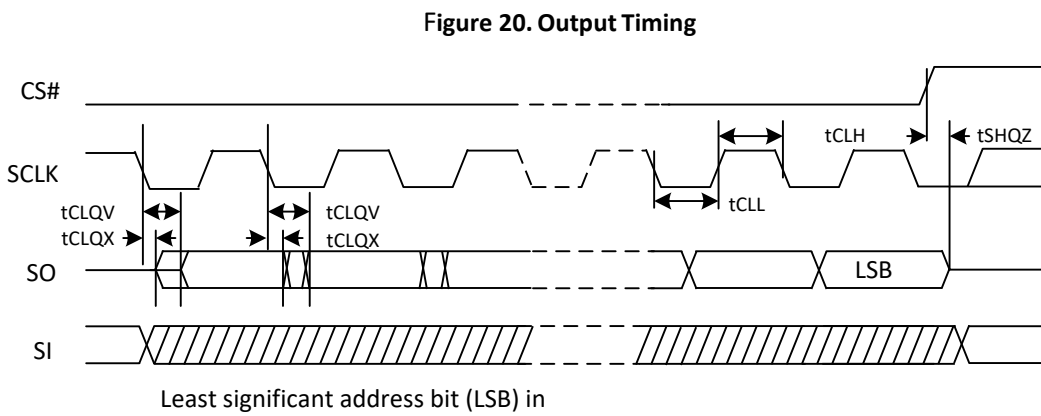 Figure 20. Output Timing
CS#
tCLH
tSHQZ
SCLK
tCLL
tCLQV
tCLQV
tCLQX
tCLQX
SO
LSB
SI
Least significant address bit (LSB) in